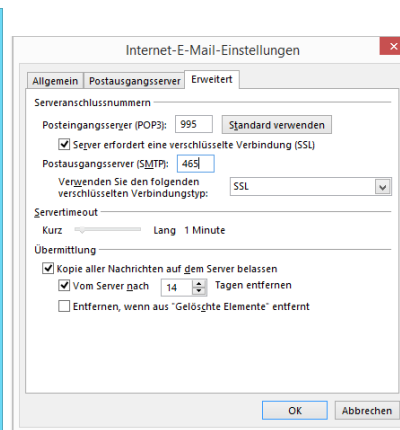 Internet-E-Mail-Einstellungen
Allgemein Postausgangsserver Erweitert
Serveranschlussnummern
Posteingangsserver (POP3): 995 Standard verwenden
Server erfordert eine verschlüsselte Verbindung (SSL)
Postausgangsserver (SMTP): 465
Verwenden Sie den folgenden
verschlüsselten Verbindungstyp: SSL
Servertimeout
Kurz Lang 1 Minute
Übermittlung
Kopie aller Nachrichten auf dem Server belassen
Vom Server nach 14 Tagen entfernen
Entfernen, wenn aus "Gelöschte Elemente" entfernt
OK Abbrechen